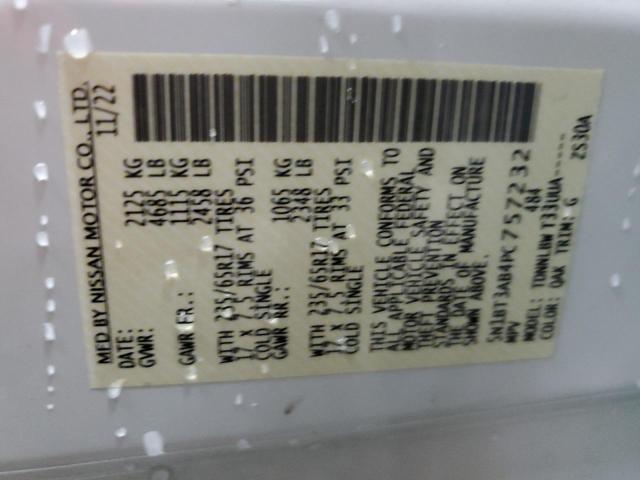 MFD BY NISSAN MOTOR CO., LTD.
DATE: 11/22
GVWR: 2125 KG
4685 LB
GAWR FR.: 1115 KG
2458 LB
WITH 235/65R17 TIRES
17 X 7.5 RIMS AT 36 PSI
COLD SINGLE
GAWR RR.: 1065 KG
2348 LB
WITH 235/65R17 TIRES
17 X 7.5 RIMS AT 33 PSI
COLD SINGLE
THIS VEHICLE CONFORMS TO
ALL APPLICABLE FEDERAL
MOTOR VEHICLE SAFETY AND
THEFT PREVENTION
STANDARDS IN EFFECT ON
THE DATE OF MANUFACTURE
SHOWN ABOVE.
5N1BT3AB4PC757232
MPV 484
MODEL:
COLOR: QAK TRIM: G 2S30A